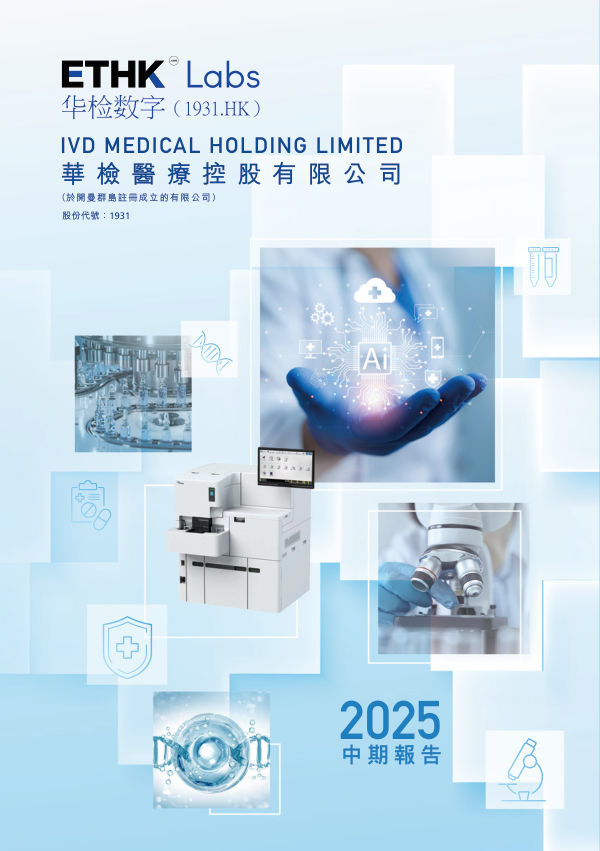 ETHK Labs
华检数字（1931.HK）
IVD MEDICAL HOLDING LIMITED
華檢醫療控股有限公司
(於開曼群島註冊成立的有限公司)
股份代號：1931
Ai
2025
中期報告